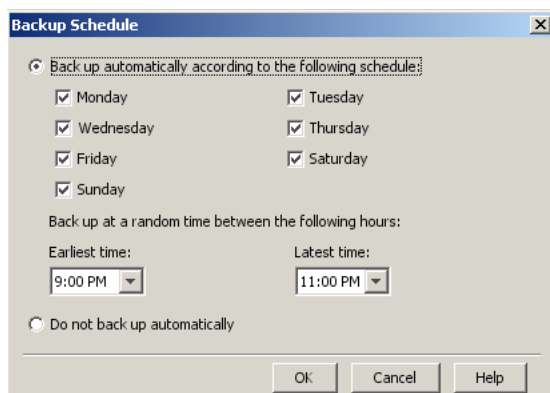 Backup Schedule
Back up automatically according to the following schedule:
Monday Tuesday
Wednesday Thursday
Friday Saturday
Sunday
Back up at a random time between the following hours:
Earliest time: Latest time:
9:00 PM 11:00 PM
Do not back up automatically
OK Cancel Help